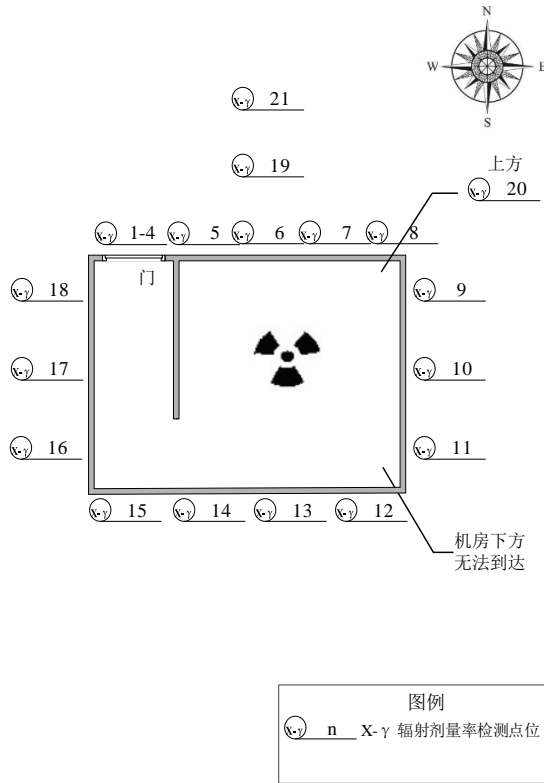 N
W E
S
X-γ 21
X-γ 19
上方
X-γ 20
X-γ 1-4 X-γ 5 X-γ 6 X-γ 7 X-γ 8
门
X-γ 18 X-γ 9
X-γ 17 X-γ 10
X-γ 16 X-γ 11
X-γ 15 X-γ 14 X-γ 13 X-γ 12
机房下方
无法到达
图例
X-γ n X-γ 辐射剂量率检测点位